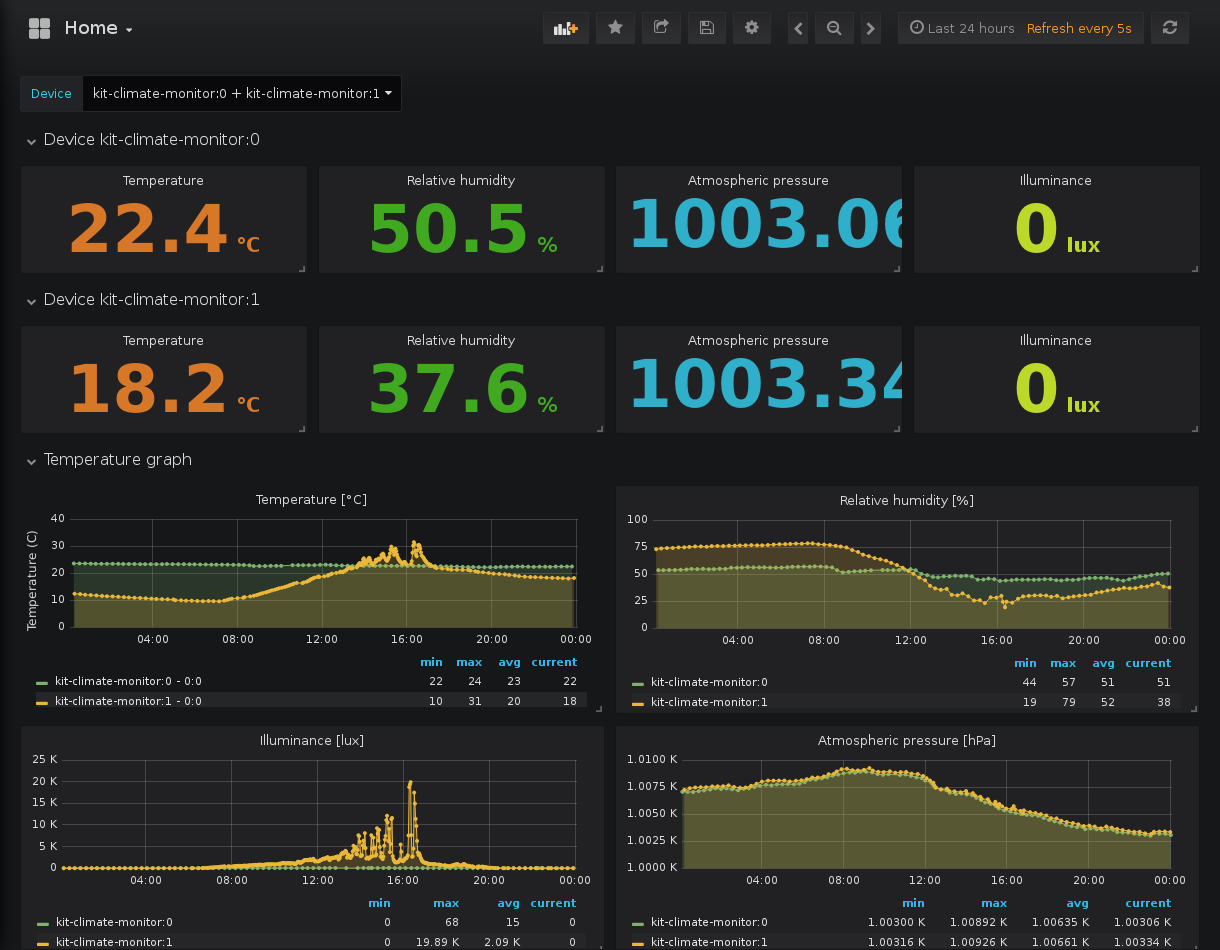 Home
Last 24 hours Refresh every 5s
Device kit-climate-monitor:0 + kit-climate-monitor:1
Device kit-climate-monitor:0
Temperature Relative humidity Atmospheric pressure Illuminance
22.4 °C 50.5 % 1003.06 0 lux
Device kit-climate-monitor:1
Temperature Relative humidity Atmospheric pressure Illuminance
18.2 °C 37.6 % 1003.34 0 lux
Temperature graph
Temperature [°C]
Temperature (C)
40
30
20
10
0
04:00 08:00 12:00 16:00 20:00 00:00
min max avg current
kit-climate-monitor:0 - 0:0 22 24 23 22
kit-climate-monitor:1 - 0:0 10 31 20 18
Relative humidity [%]
100
75
50
25
0
04:00 08:00 12:00 16:00 20:00 00:00
min max avg current
kit-climate-monitor:0 44 57 51 51
kit-climate-monitor:1 19 79 52 38
Illuminance [lux]
25 K
20 K
15 K
10 K
5 K
0
04:00 08:00 12:00 16:00 20:00 00:00
min max avg current
kit-climate-monitor:0 0 68 15 0
kit-climate-monitor:1 0 19.89 K 2.09 K 0
Atmospheric pressure [hPa]
1.0100 K
1.0075 K
1.0050 K
1.0025 K
1.0000 K
04:00 08:00 12:00 16:00 20:00 00:00
min max avg current
kit-climate-monitor:0 1.00300 K 1.00892 K 1.00635 K 1.00306 K
kit-climate-monitor:1 1.00316 K 1.00926 K 1.00661 K 1.00334 K